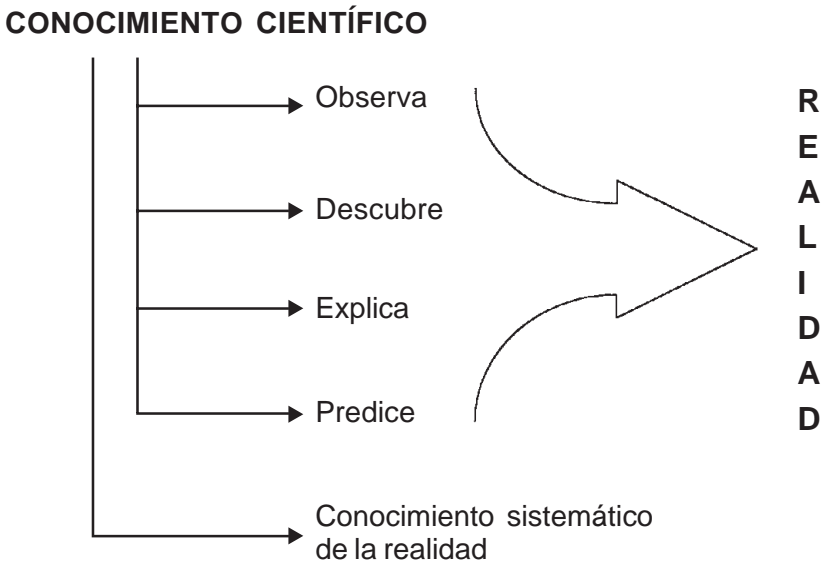 CONOCIMIENTO CIENTÍFICO
Observa
Descubre
Explica
Predice
Conocimiento sistemático
de la realidad
R
E
A
L
I
D
A
D